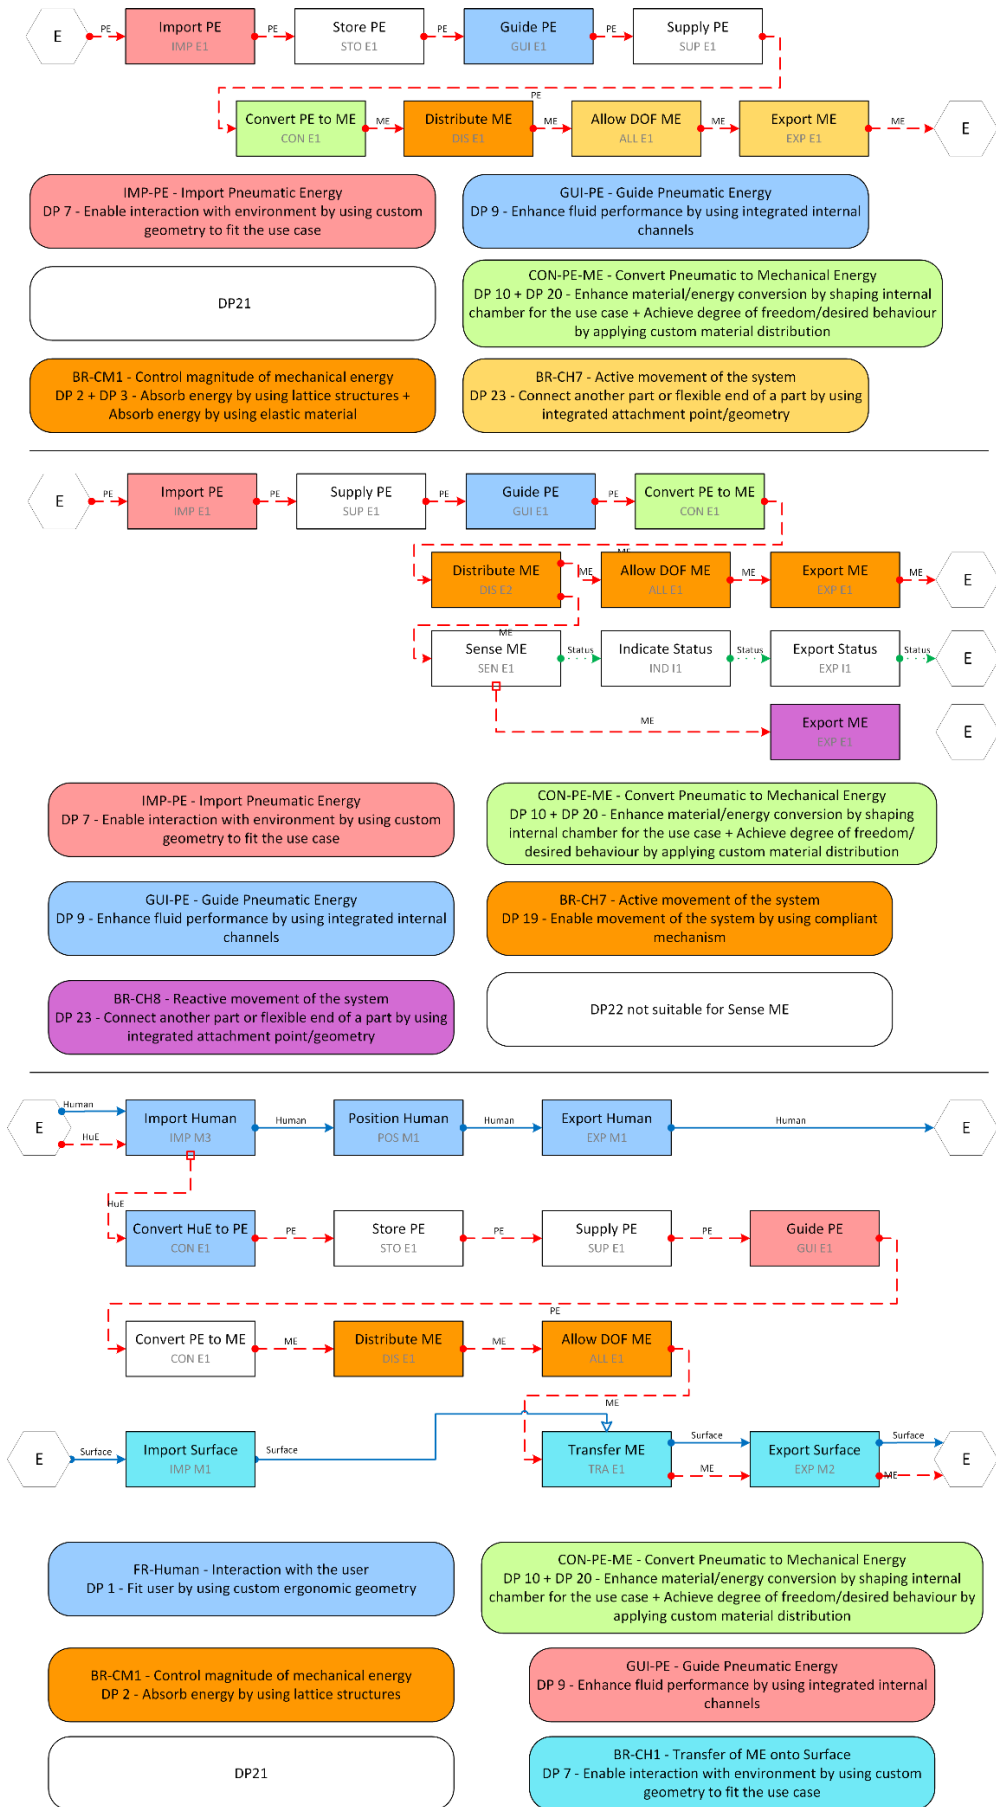 E
PE
Import PE
IMP E1
PE
Store PE
STO E1
PE
Guide PE
GUI E1
PE
Supply PE
SUP E1
PE
Convert PE to ME
CON E1
ME
Distribute ME
DIS E1
ME
Allow DOF ME
ALL E1
ME
Export ME
EXP E1
ME
E
IMP-PE - Import Pneumatic Energy
DP 7 - Enable interaction with environment by using custom
geometry to fit the use case
GUI-PE - Guide Pneumatic Energy
DP 9 - Enhance fluid performance by using integrated internal
channels
DP21
CON-PE-ME - Convert Pneumatic to Mechanical Energy
DP 10 + DP 20 - Enhance material/energy conversion by shaping internal
chamber for the use case + Achieve degree of freedom/desired behaviour
by applying custom material distribution
BR-CM1 - Control magnitude of mechanical energy
DP 2 + DP 3 - Absorb energy by using lattice structures +
Absorb energy by using elastic material
BR-CH7 - Active movement of the system
DP 23 - Connect another part or flexible end of a part by using
integrated attachment point/geometry
E
PE
Import PE
IMP E1
PE
Supply PE
SUP E1
PE
Guide PE
GUI E1
PE
Convert PE to ME
CON E1
ME
Distribute ME
DIS E2
ME
Allow DOF ME
ALL E1
ME
Export ME
EXP E1
ME
E
ME
Sense ME
SEN E1
Status
Indicate Status
IND I1
Status
Export Status
EXP I1
Status
E
ME
Export ME
EXP E1
E
IMP-PE - Import Pneumatic Energy
DP 7 - Enable interaction with environment by using custom
geometry to fit the use case
CON-PE-ME - Convert Pneumatic to Mechanical Energy
DP 10 + DP 20 - Enhance material/energy conversion by shaping
internal chamber for the use case + Achieve degree of freedom/
desired behaviour by applying custom material distribution
GUI-PE - Guide Pneumatic Energy
DP 9 - Enhance fluid performance by using integrated internal
channels
BR-CH7 - Active movement of the system
DP 19 - Enable movement of the system by using compliant
mechanism
BR-CH8 - Reactive movement of the system
DP 23 - Connect another part or flexible end of a part by using
integrated attachment point/geometry
DP22 not suitable for Sense ME
E
Human
HuE
Import Human
IMP M3
Human
Position Human
POS M1
Human
Export Human
EXP M1
Human
E
HuE
Convert HuE to PE
CON E1
PE
Store PE
STO E1
PE
Supply PE
SUP E1
PE
Guide PE
GUI E1
PE
Convert PE to ME
CON E1
ME
Distribute ME
DIS E1
ME
Allow DOF ME
ALL E1
ME
E
Surface
Import Surface
IMP M1
Surface
Transfer ME
TRA E1
Surface
ME
Export Surface
EXP M2
Surface
ME
E
FR-Human - Interaction with the user
DP 1 - Fit user by using custom ergonomic geometry
CON-PE-ME - Convert Pneumatic to Mechanical Energy
DP 10 + DP 20 - Enhance material/energy conversion by shaping internal
chamber for the use case + Achieve degree of freedom/desired behaviour by
applying custom material distribution
BR-CM1 - Control magnitude of mechanical energy
DP 2 - Absorb energy by using lattice structures
GUI-PE - Guide Pneumatic Energy
DP 9 - Enhance fluid performance by using integrated internal
channels
DP21
BR-CH1 - Transfer of ME onto Surface
DP 7 - Enable interaction with environment by using custom
geometry to fit the use case